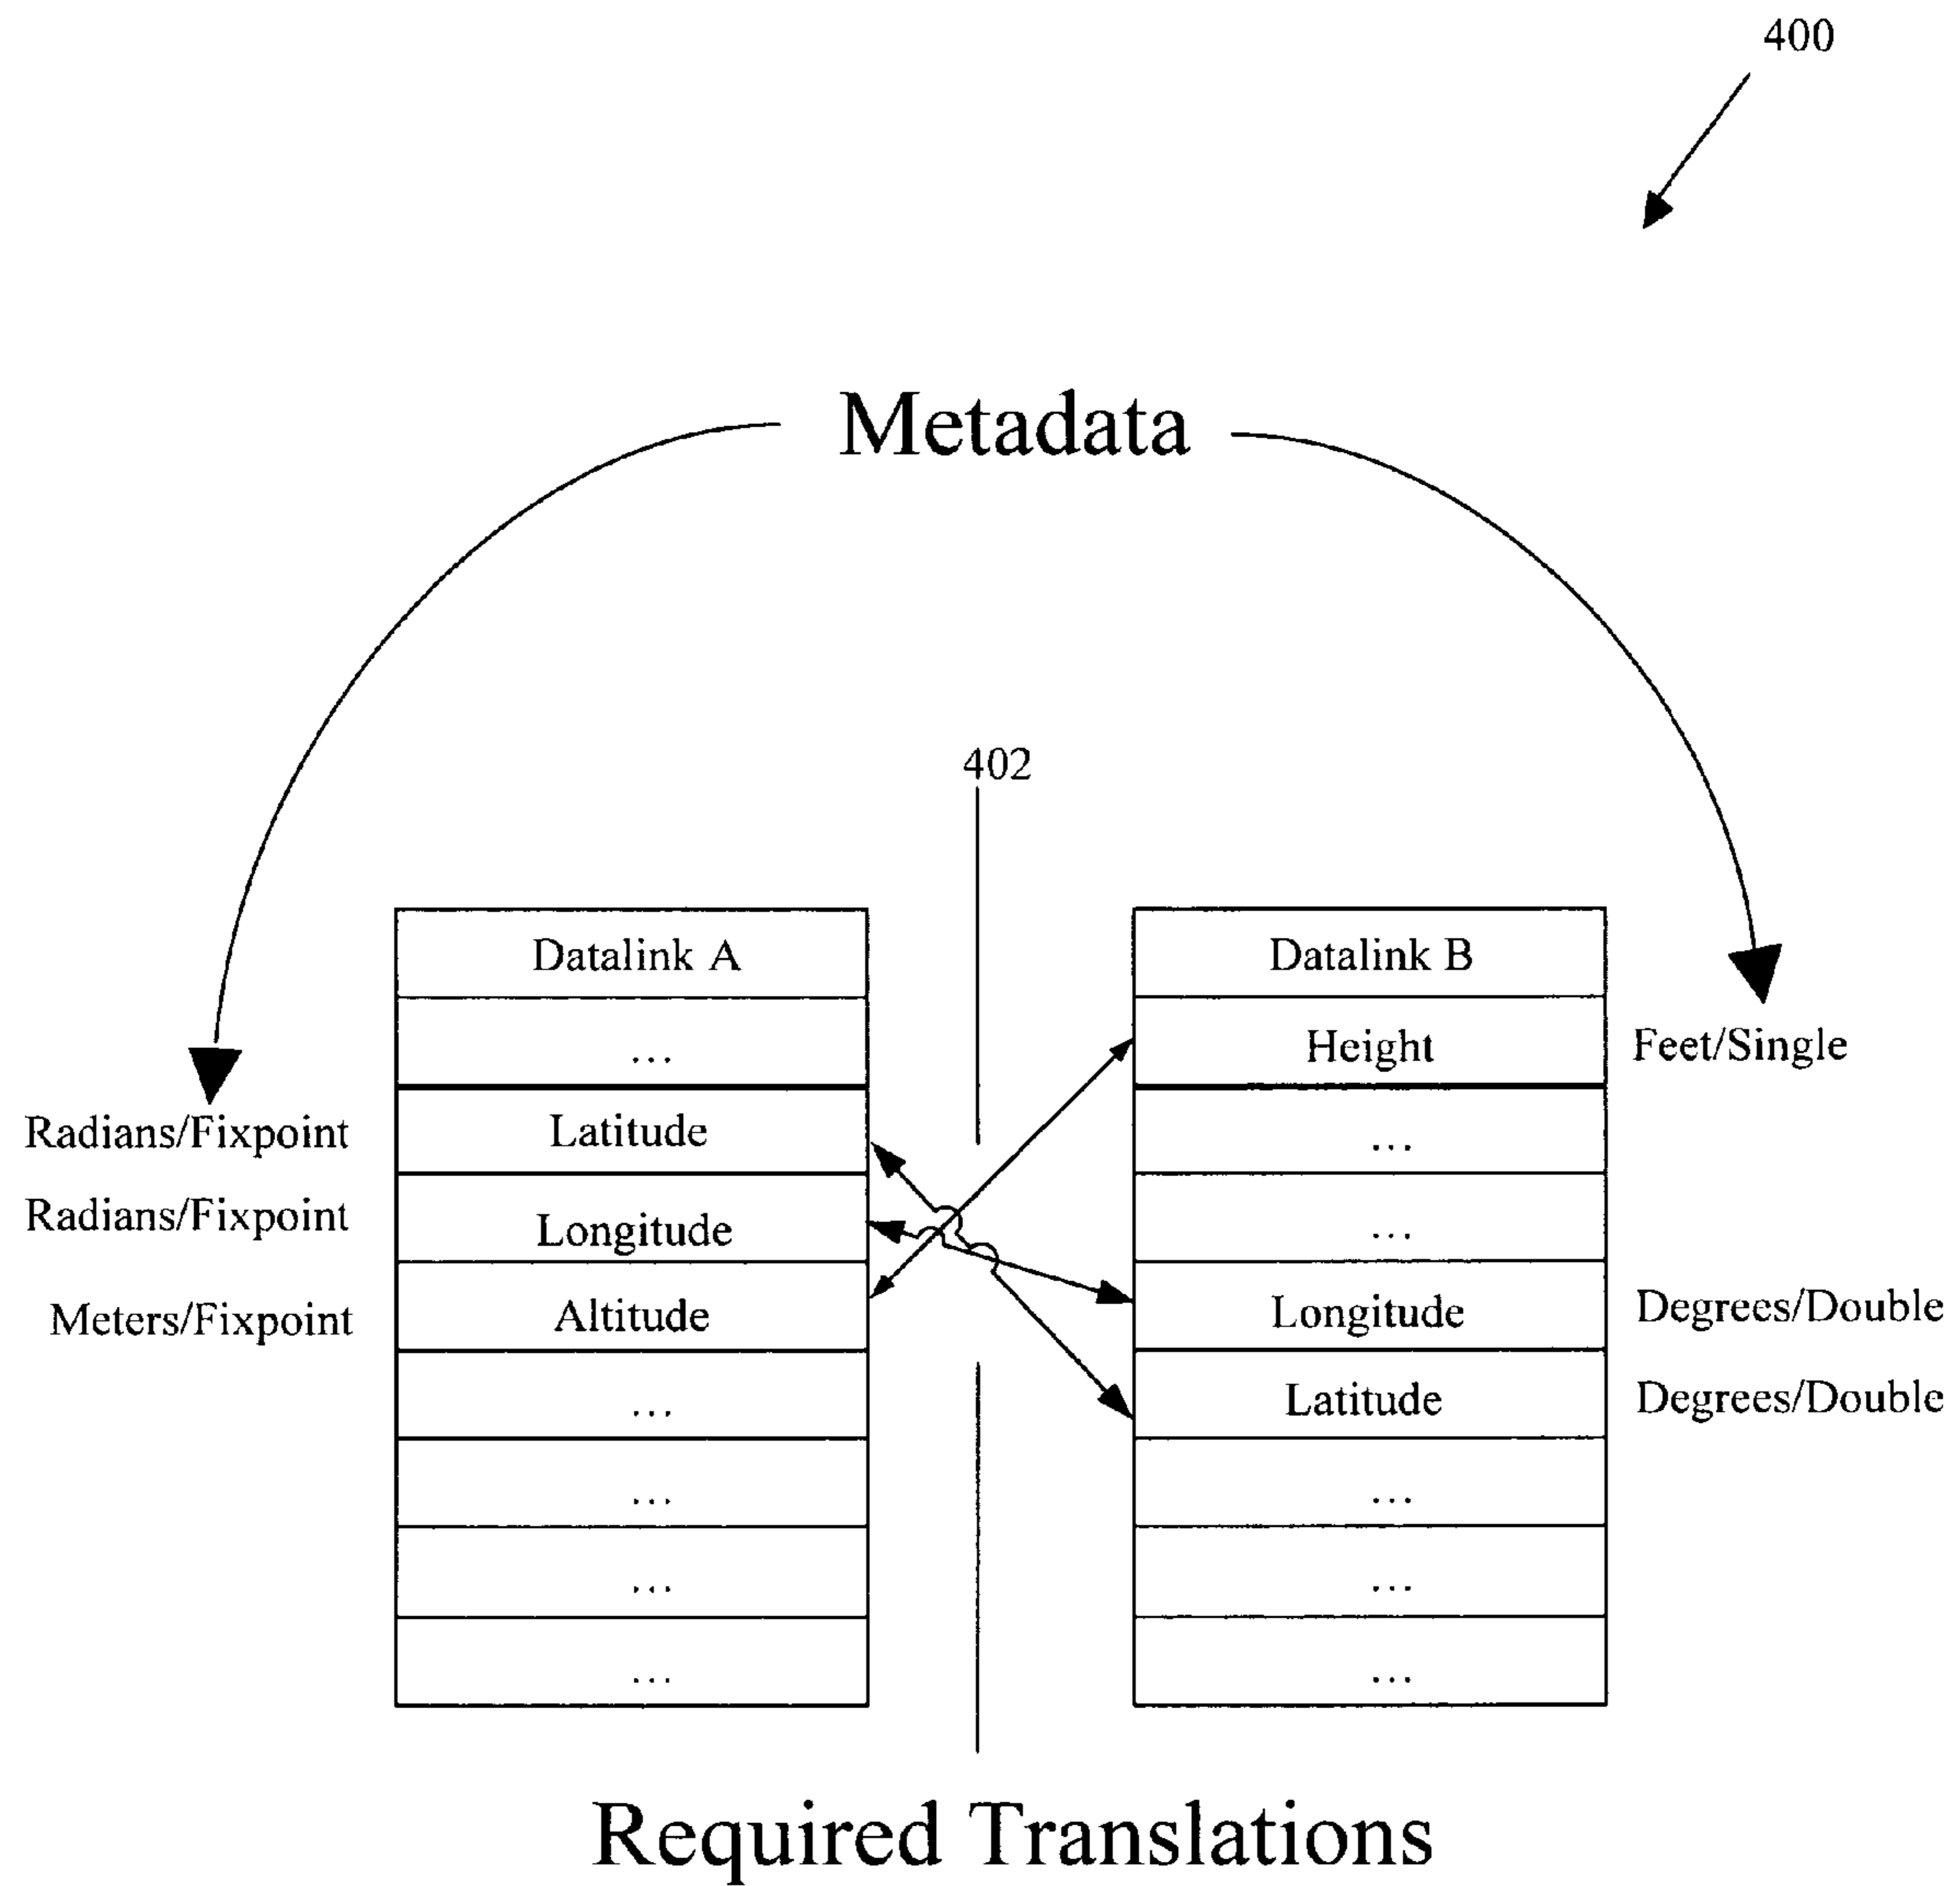 400
Metadata
402
Datalink A
...
Radians/Fixpoint Latitude
Radians/Fixpoint Longitude
Meters/Fixpoint Altitude
...
...
...
...
Datalink B
Height Feet/Single
...
...
Longitude Degrees/Double
Latitude Degrees/Double
...
...
...
Required Translations